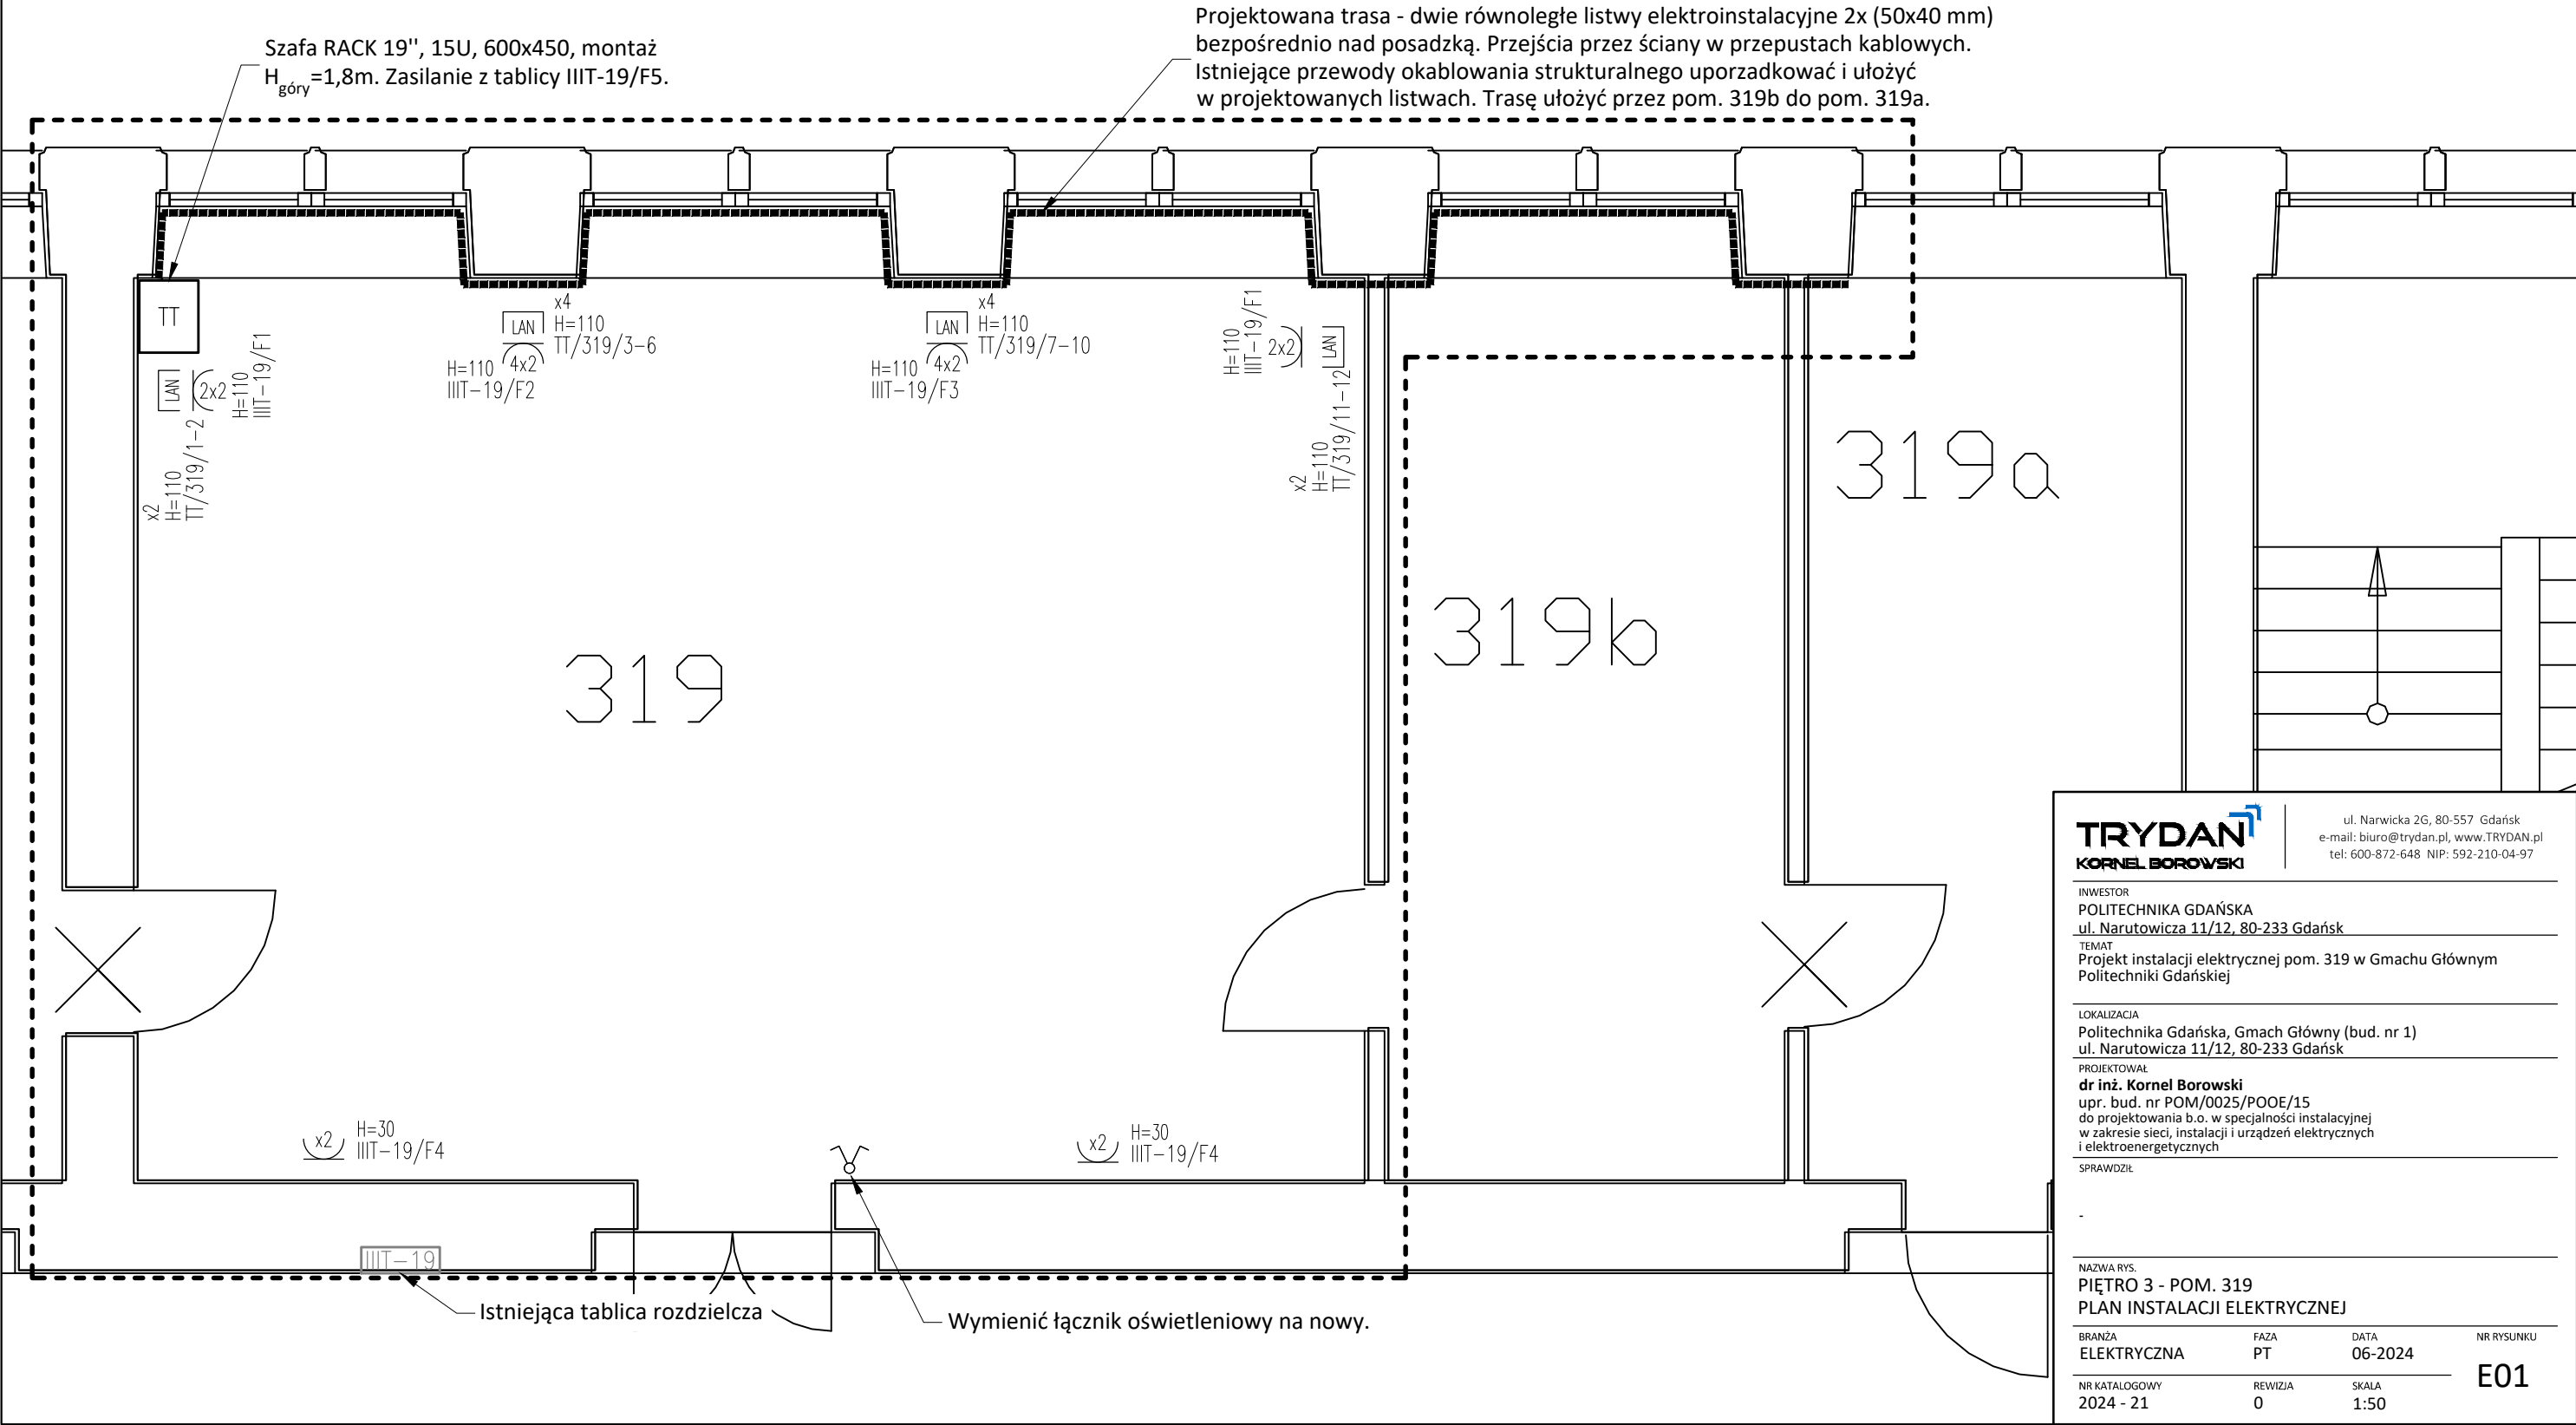 Szafa RACK 19'', 15U, 600x450, montaż
Hgóry=1,8m. Zasilanie z tablicy IIIT-19/F5.
Projektowana trasa - dwie równoległe listwy elektroinstalacyjne 2x (50x40 mm)
bezpośrednio nad posadzką. Przejścia przez ściany w przepustach kablowych.
Istniejące przewody okablowania strukturalnego uporzadkować i ułożyć
w projektowanych listwach. Trasę ułożyć przez pom. 319b do pom. 319a.
TT
LAN
x2
H=110
TT/319/1-2
2x2
H=110
IIIT-19/F1
LAN
x4
H=110
TT/319/3-6
4x2
H=110
IIIT-19/F2
LAN
x4
H=110
TT/319/7-10
4x2
H=110
IIIT-19/F3
H=110
IIIT-19/F1
2x2
LAN
x2
H=110
TT/319/11-12
319
319b
319a
x2
H=30
IIIT-19/F4
x2
H=30
IIIT-19/F4
IIIT-19
Istniejąca tablica rozdzielcza
Wymienić łącznik oświetleniowy na nowy.
TRYDAN
KORNEL BOROWSKI
ul. Narwicka 2G, 80-557 Gdańsk
e-mail: biuro@trydan.pl, www.TRYDAN.pl
tel: 600-872-648 NIP: 592-210-04-97
INWESTOR
POLITECHNIKA GDAŃSKA
ul. Narutowicza 11/12, 80-233 Gdańsk
TEMAT
Projekt instalacji elektrycznej pom. 319 w Gmachu Głównym
Politechniki Gdańskiej
LOKALIZACJA
Politechnika Gdańska, Gmach Główny (bud. nr 1)
ul. Narutowicza 11/12, 80-233 Gdańsk
PROJEKTOWAŁ
dr inż. Kornel Borowski
upr. bud. nr POM/0025/POOE/15
do projektowania b.o. w specjalności instalacyjnej
w zakresie sieci, instalacji i urządzeń elektrycznych
i elektroenergetycznych
SPRAWDZIŁ
-
NAZWA RYS.
PIĘTRO 3 - POM. 319
PLAN INSTALACJI ELEKTRYCZNEJ
BRANŻA FAZA DATA NR RYSUNKU
ELEKTRYCZNA PT 06-2024
E01
NR KATALOGOWY REWIZJA SKALA
2024 - 21 0 1:50